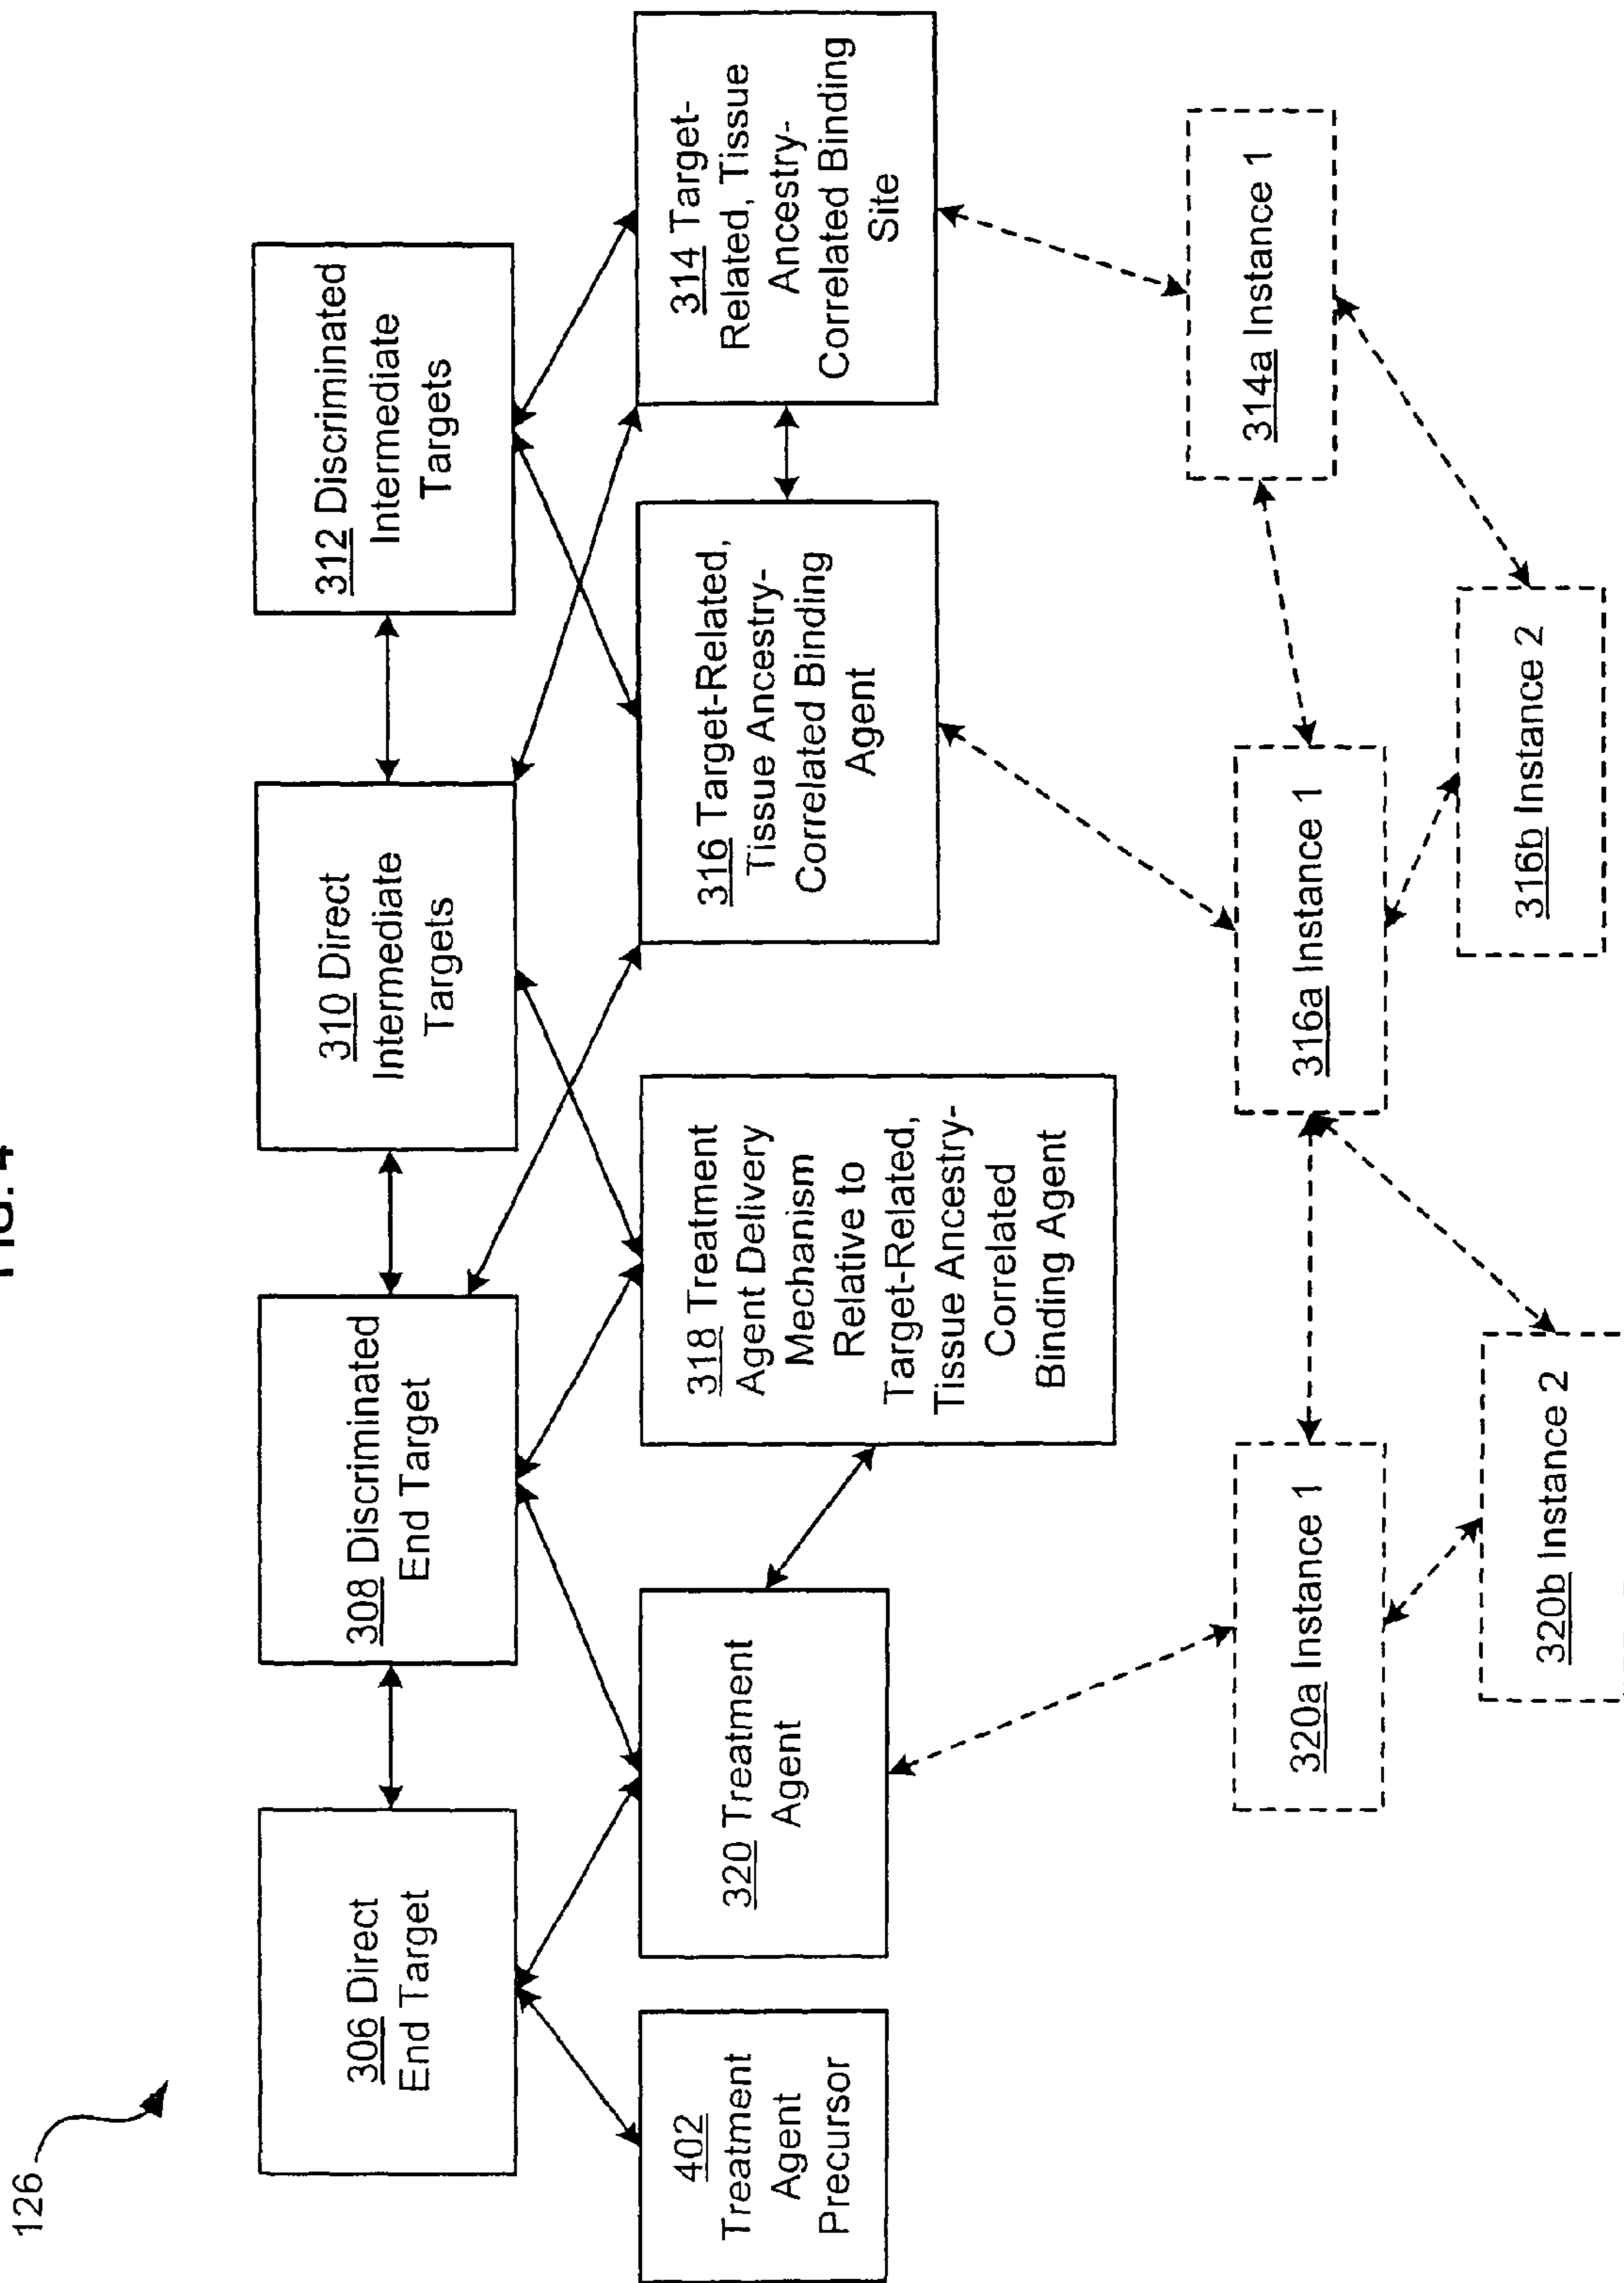 FIG. 4
126
306 Direct
End Target
308 Discriminated
End Target
310 Direct
Intermediate
Targets
312 Discriminated
Intermediate
Targets
402
Treatment
Agent
Precursor
320 Treatment
Agent
318 Treatment
Agent Delivery
Mechanism
Relative to
Target-Related,
Tissue Ancestry-
Correlated
Binding Agent
316 Target-Related,
Tissue Ancestry-
Correlated Binding
Agent
314 Target-
Related, Tissue
Ancestry-
Correlated Binding
Site
320a Instance 1
316a Instance 1
314a Instance 1
320b Instance 2
316b Instance 2